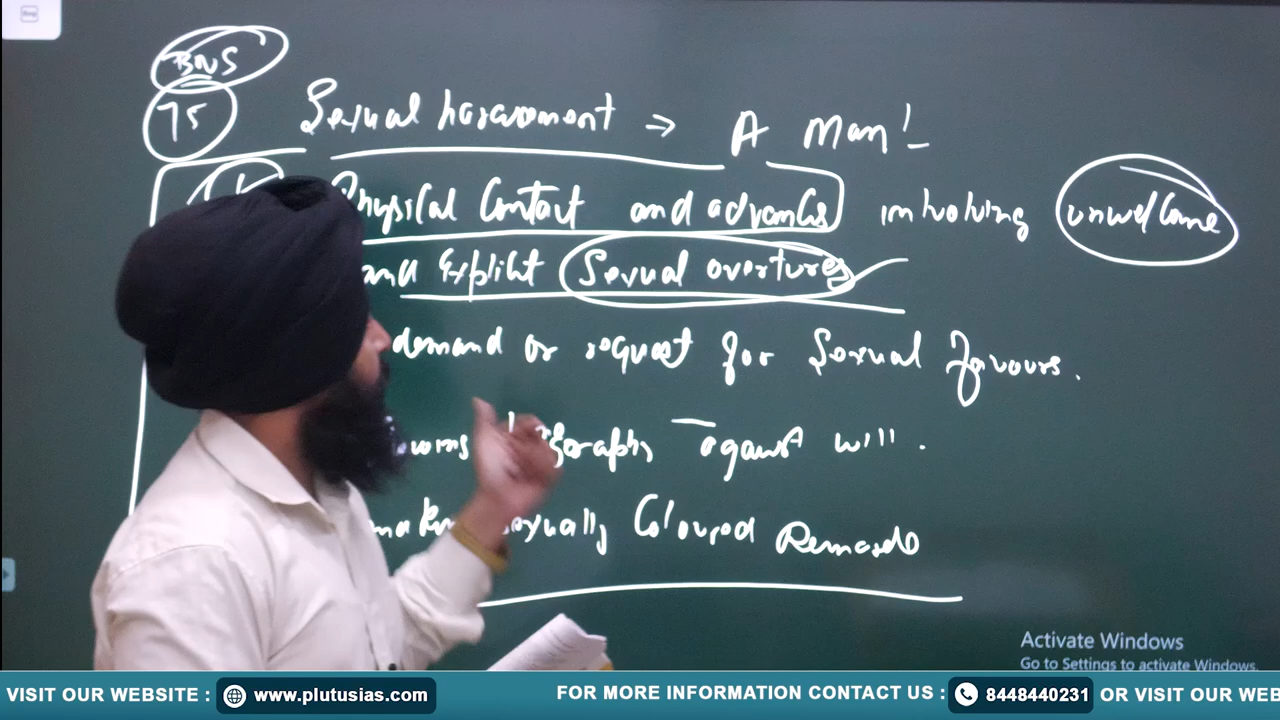 BNS
75 Sexual harassment → A Man!-
Physical Contact and advances involving unwelcome
and Explicit Sexual overtures
demand or request for Sexual favours.
against will.
sexually Coloured Remarks
Activate Windows
Go to Settings to activate Windows.
VISIT OUR WEBSITE : www.plutusias.com FOR MORE INFORMATION CONTACT US : 8448440231 OR VISIT OUR WEB